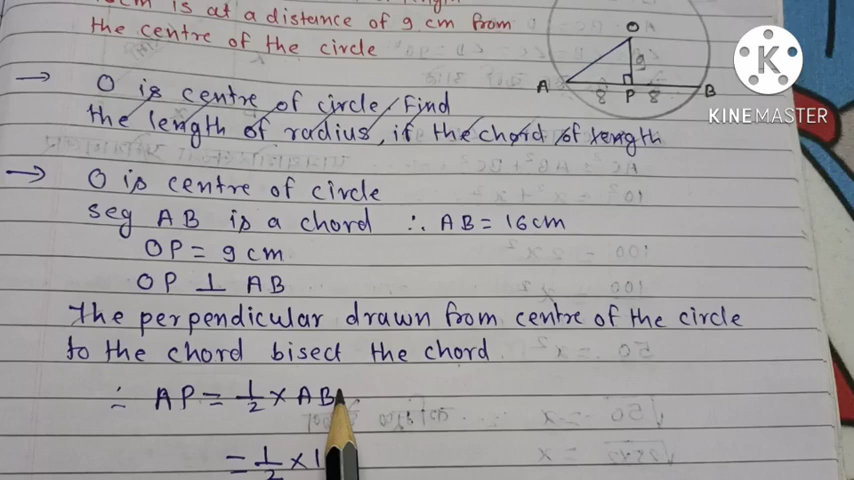 cm is at a distance of 9 cm from
the centre of the circle
→ O is centre of circle, Find
the length of radius, if the chord of length
→ O is centre of circle
seg AB is a chord ∴ AB = 16cm
OP = 9cm
OP ⊥ AB
The perpendicular drawn from centre of the circle
to the chord bisect the chord
∴ AP = 1/2 × AB
= 1/2 × 1
O
9
A
8
P
8
B
K
KINEMASTER